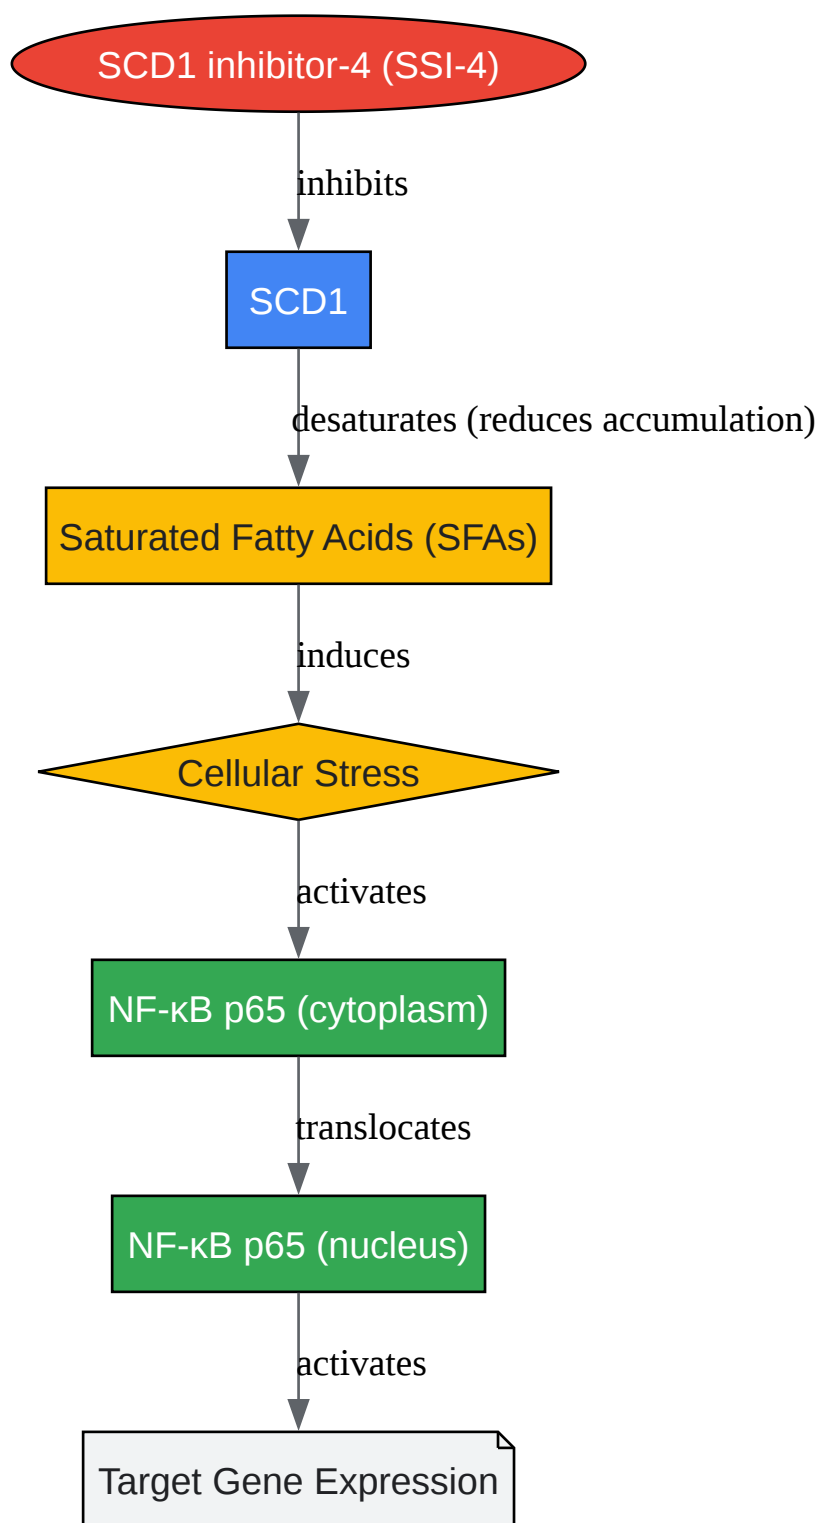 SCD1 inhibitor-4 (SSI-4)
inhibits
SCD1
desaturates (reduces accumulation)
Saturated Fatty Acids (SFAs)
induces
Cellular Stress
activates
NF-κB p65 (cytoplasm)
translocates
NF-κB p65 (nucleus)
activates
Target Gene Expression